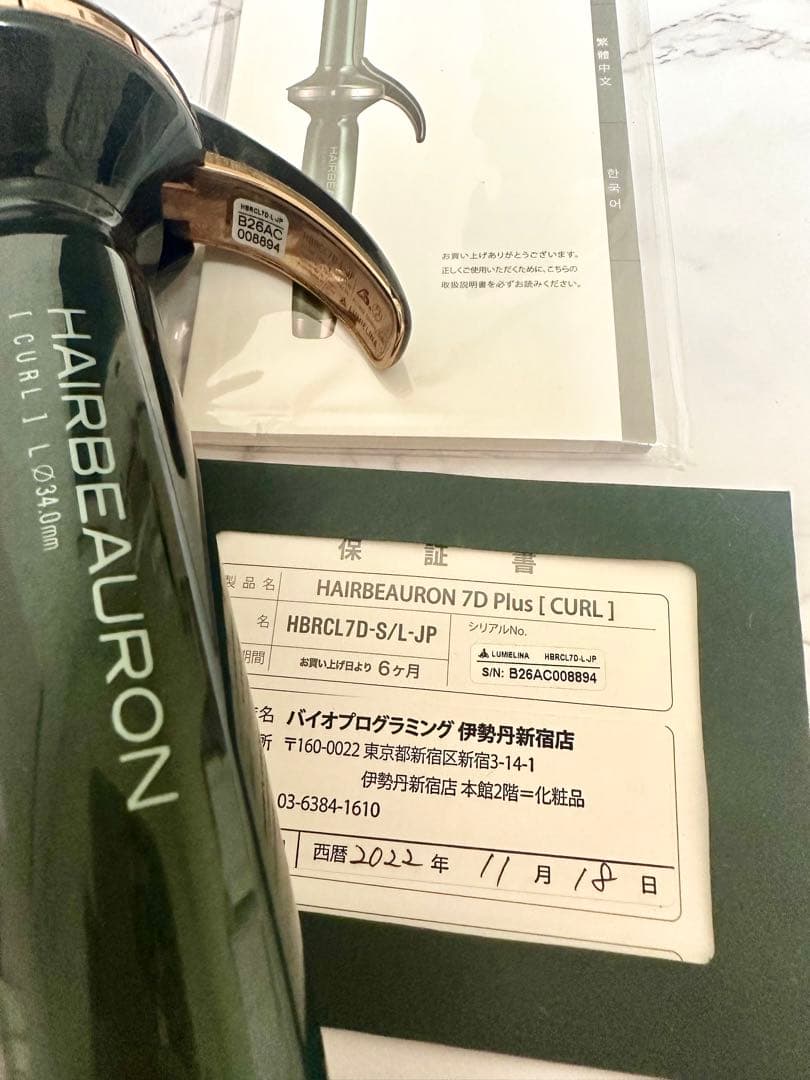 繁體中文
한국어
HAIRBE
お買い上げありがとうございます。
正しくご使用いただくために、こちらの
取扱説明書を必ずお読みください。
HBRCL7D-L-JP
B26AC
008894
LUMIELINA
HAIRBEAURON
[CURL] L Ø34.0mm
保証書
製品名 HAIRBEAURON 7D Plus [ CURL ]
名 HBRCL7D-S/L-JP
シリアルNo.
LUMIELINA HBRCL7D-L-JP
S/N: B26AC008894
期間 お買い上げ日より 6ヶ月
名 バイオプログラミング 伊勢丹新宿店
所 〒160-0022 東京都新宿区新宿3-14-1
伊勢丹新宿店 本館2階=化粧品
03-6384-1610
西暦 2022 年 11 月 18 日